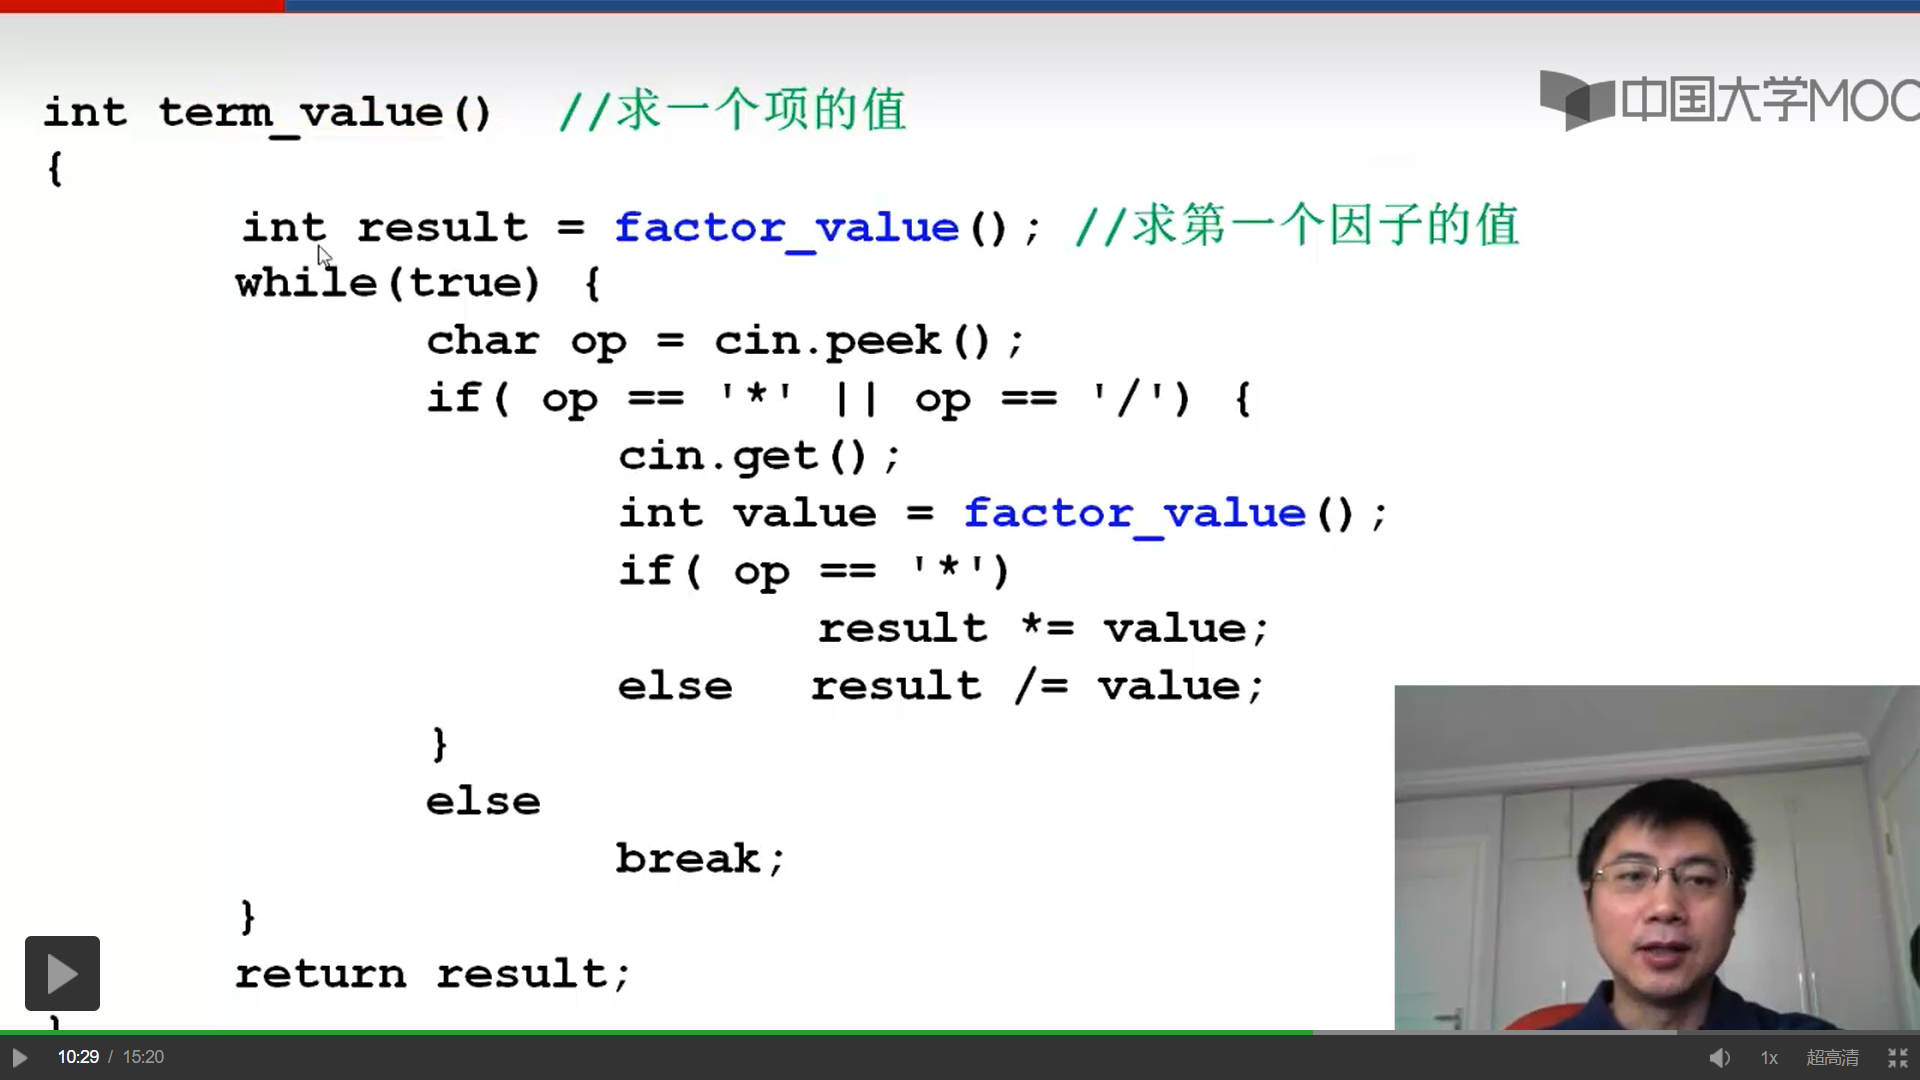 int term_value() //求一个项的值
中国大学MOO
{
int result = factor_value(); //求第一个因子的值
while(true) {
char op = cin.peek();
if( op == '*' || op == '/') {
cin.get();
int value = factor_value();
if( op == '*')
result *= value;
else result /= value;
}
else
break;
}
return result;
}
10:29 / 15:20
1x
超高清